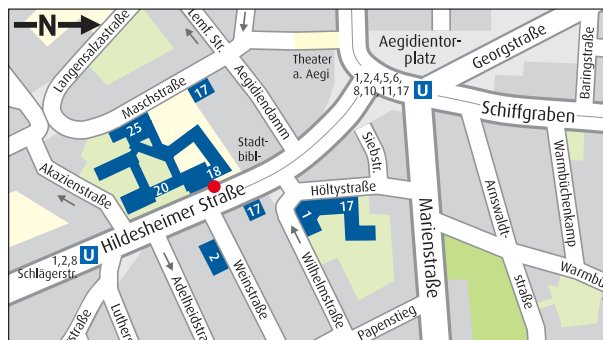 N
Langensalzastraße
Lemf. Str.
Maschstraße
17
Theater
a. Aegi
Aegidientor-
platz
1,2,4,5,6,
8,10,11,17
U
Georgstraße
Baringstraße
Schiffgraben
Aegidiendamm
25
Stadt-
bibl-
18
20
Akazienstraße
Hildesheimer Straße
Siebstr.
Höltystraße
17
1
17
2
1,2,8
U
Schlägerstr.
Luthers
Adelheidstra
Weinstraße
Wilhelmstraße
Papenstieg
Marienstraße
Arnswaldt-
straße
Warmbüchenkamp
Warmbü